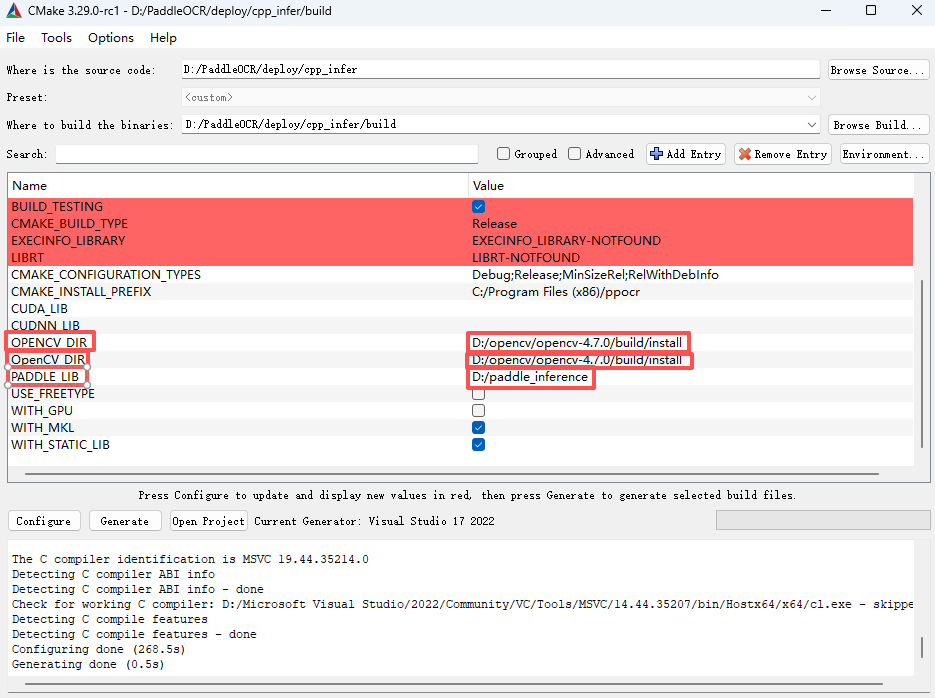 CMake 3.29.0-rc1 - D:/PaddleOCR/deploy/cpp_infer/build
File Tools Options Help
Where is the source code: D:/PaddleOCR/deploy/cpp_infer Browse Source...
Preset: <custom>
Where to build the binaries: D:/PaddleOCR/deploy/cpp_infer/build Browse Build...
Search: Grouped Advanced Add Entry Remove Entry Environment...
Name Value
BUILD_TESTING
CMAKE_BUILD_TYPE Release
EXECINFO_LIBRARY EXECINFO_LIBRARY-NOTFOUND
LIBRT LIBRT-NOTFOUND
CMAKE_CONFIGURATION_TYPES Debug;Release;MinSizeRel;RelWithDebInfo
CMAKE_INSTALL_PREFIX C:/Program Files (x86)/ppocr
CUDA_LIB
CUDNN_LIB
OPENCV_DIR D:/opencv/opencv-4.7.0/build/install
OpenCV_DIR D:/opencv/opencv-4.7.0/build/install
PADDLE_LIB D:/paddle_inference
USE_FREETYPE
WITH_GPU
WITH_MKL
WITH_STATIC_LIB
Press Configure to update and display new values in red, then press Generate to generate selected build files.
Configure Generate Open Project Current Generator: Visual Studio 17 2022
The C compiler identification is MSVC 19.44.35214.0
Detecting C compiler ABI info
Detecting C compiler ABI info - done
Check for working C compiler: D:/Microsoft Visual Studio/2022/Community/VC/Tools/MSVC/14.44.35207/bin/Hostx64/x64/cl.exe - skippe
Detecting C compile features
Detecting C compile features - done
Configuring done (268.5s)
Generating done (0.5s)